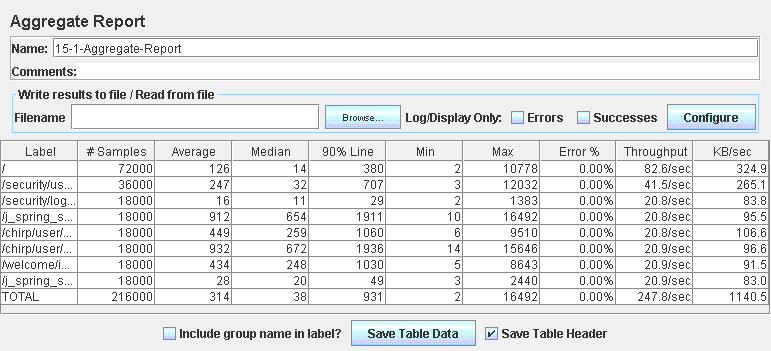 Aggregate Report
Name: 15-1-Aggregate-Report
Comments:
Write results to file / Read from file
Filename Browse... Log/Display Only: Errors Successes Configure
Label # Samples Average Median 90% Line Min Max Error % Throughput KB/sec
/ 72000 126 14 380 2 10778 0.00% 82.6/sec 324.9
/security/us... 36000 247 32 707 3 12032 0.00% 41.5/sec 265.1
/security/log... 18000 16 11 29 2 1383 0.00% 20.8/sec 83.8
/j_spring_s... 18000 912 654 1911 10 16492 0.00% 20.8/sec 95.5
/chirp/user/... 18000 449 259 1060 6 9510 0.00% 20.8/sec 106.6
/chirp/user/... 18000 932 672 1936 14 15646 0.00% 20.9/sec 96.6
/welcome/i... 18000 434 248 1030 5 8643 0.00% 20.9/sec 91.5
/j_spring_s... 18000 28 20 49 3 2440 0.00% 20.9/sec 83.0
TOTAL 216000 314 38 931 2 16492 0.00% 247.8/sec 1140.5
Include group name in label? Save Table Data Save Table Header